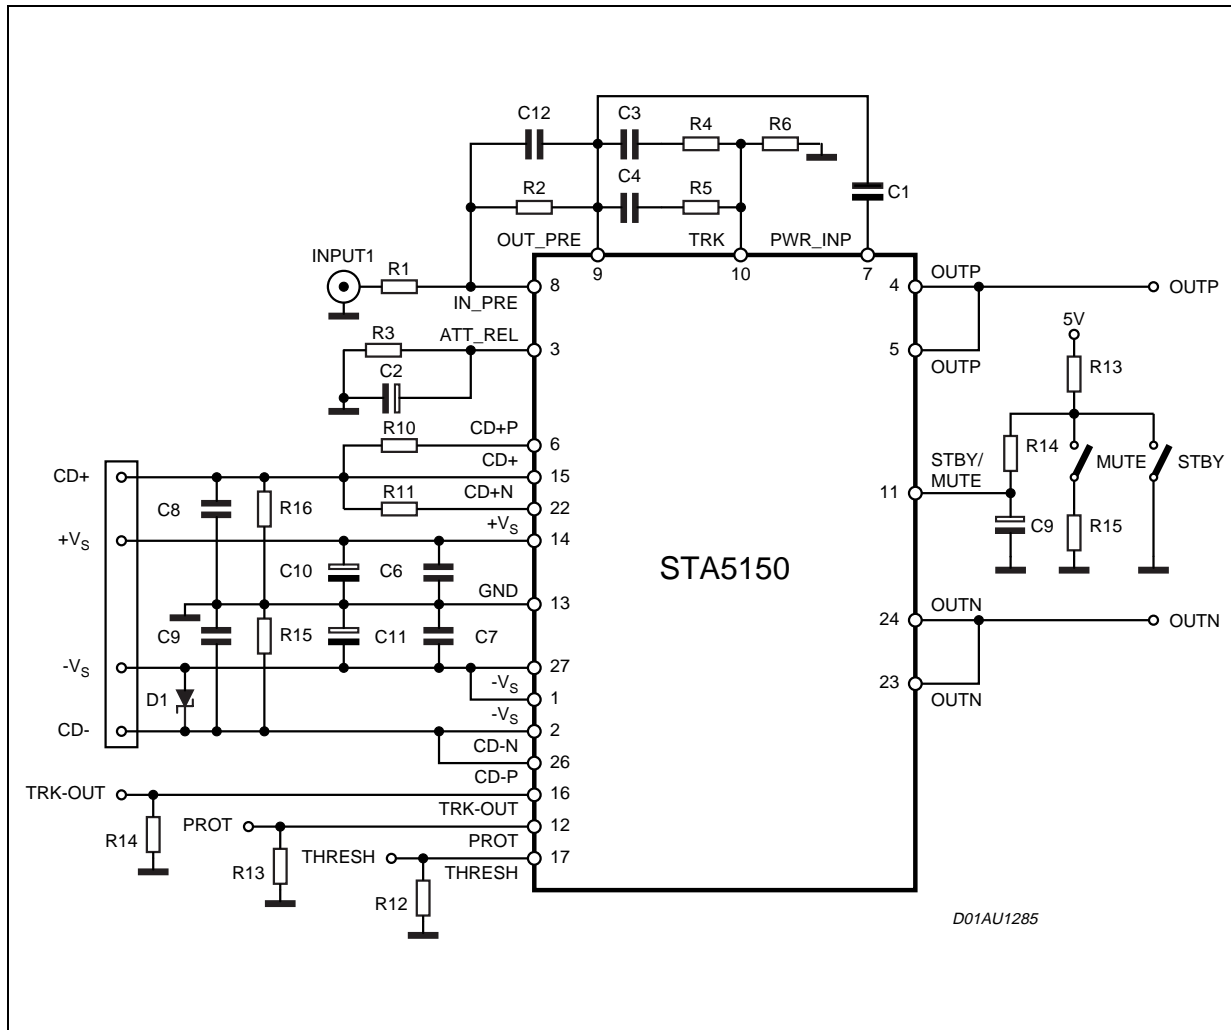 C12
C3
R4
R6
R2
C4
R5
C1
OUT_PRE
TRK
PWR_INP
INPUT1
R1
9
10
7
OUTP
8
4
OUTP
IN_PRE
5V
R3
ATT_REL
3
5
C2
OUTP
R13
R10
CD+P
6
CD+
CD+
15
R14
MUTE
STBY
STBY/
MUTE
11
R11
CD+N
C8
R16
22
+VS
C9
R15
+VS
14
STA5150
C10
C6
GND
13
OUTN
24
OUTN
C9
R15
C11
C7
-VS
27
23
-VS
OUTN
D1
1
-VS
CD-
2
CD-N
26
CD-P
TRK-OUT
16
TRK-OUT
R14
PROT
12
PROT
THRESH
17
R13
THRESH
R12
D01AU1285